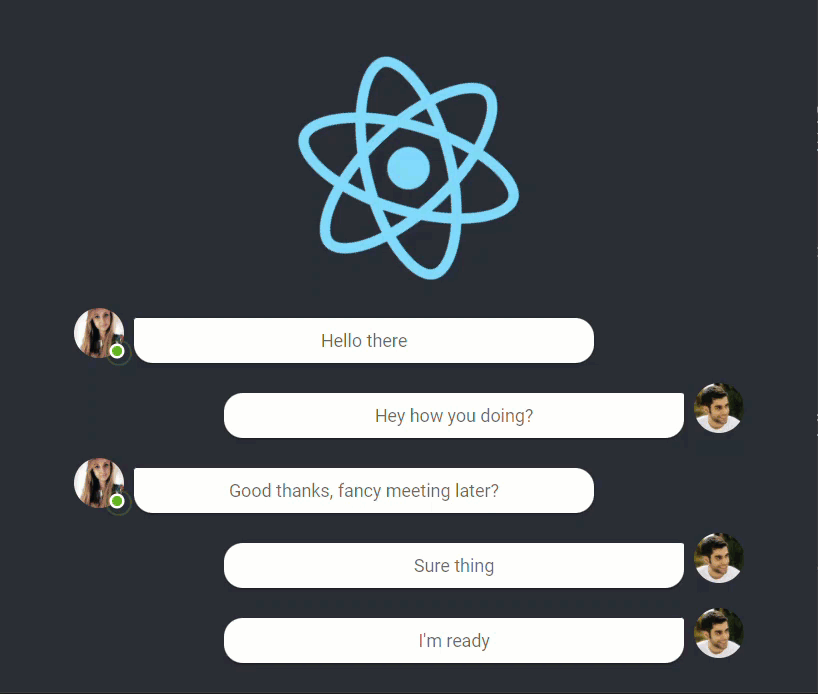 Hello there
Hey how you doing?
Good thanks, fancy meeting later?
Sure thing
I'm ready